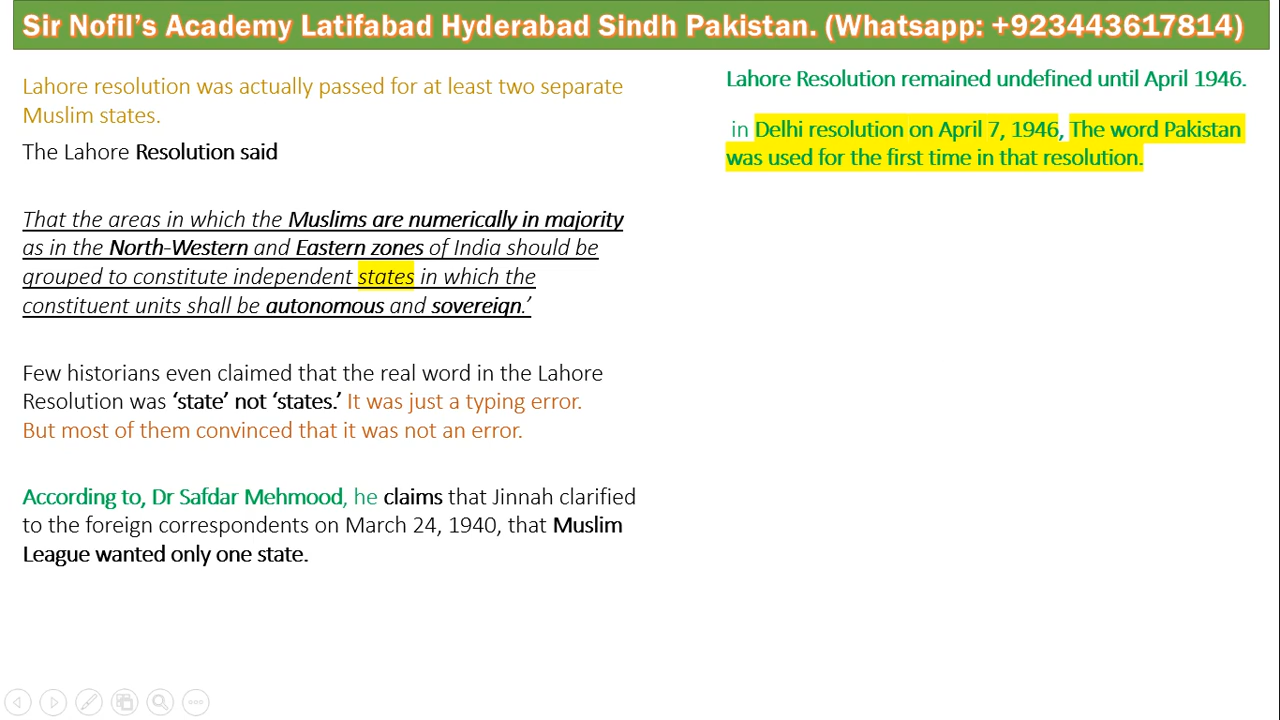 Sir Nofil's Academy Latifabad Hyderabad Sindh Pakistan. (Whatsapp: +923443617814)
Lahore resolution was actually passed for at least two separate
Muslim states.
The Lahore Resolution said
That the areas in which the Muslims are numerically in majority
as in the North-Western and Eastern zones of India should be
grouped to constitute independent states in which the
constituent units shall be autonomous and sovereign.’
Few historians even claimed that the real word in the Lahore
Resolution was ‘state’ not ‘states.’ It was just a typing error.
But most of them convinced that it was not an error.
According to, Dr Safdar Mehmood, he claims that Jinnah clarified
to the foreign correspondents on March 24, 1940, that Muslim
League wanted only one state.
Lahore Resolution remained undefined until April 1946.
in Delhi resolution on April 7, 1946, The word Pakistan
was used for the first time in that resolution.